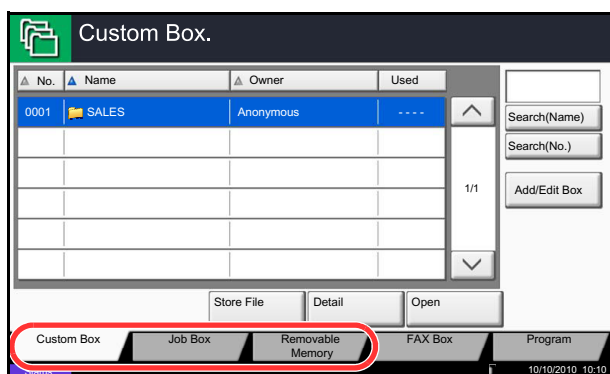 Custom Box.
No. Name Owner Used
0001 SALES Anonymous - - - -
Search(Name)
Search(No.)
1/1
Add/Edit Box
Store File Detail Open
Custom Box Job Box Removable Memory FAX Box Program
Status 10/10/2010 10:10